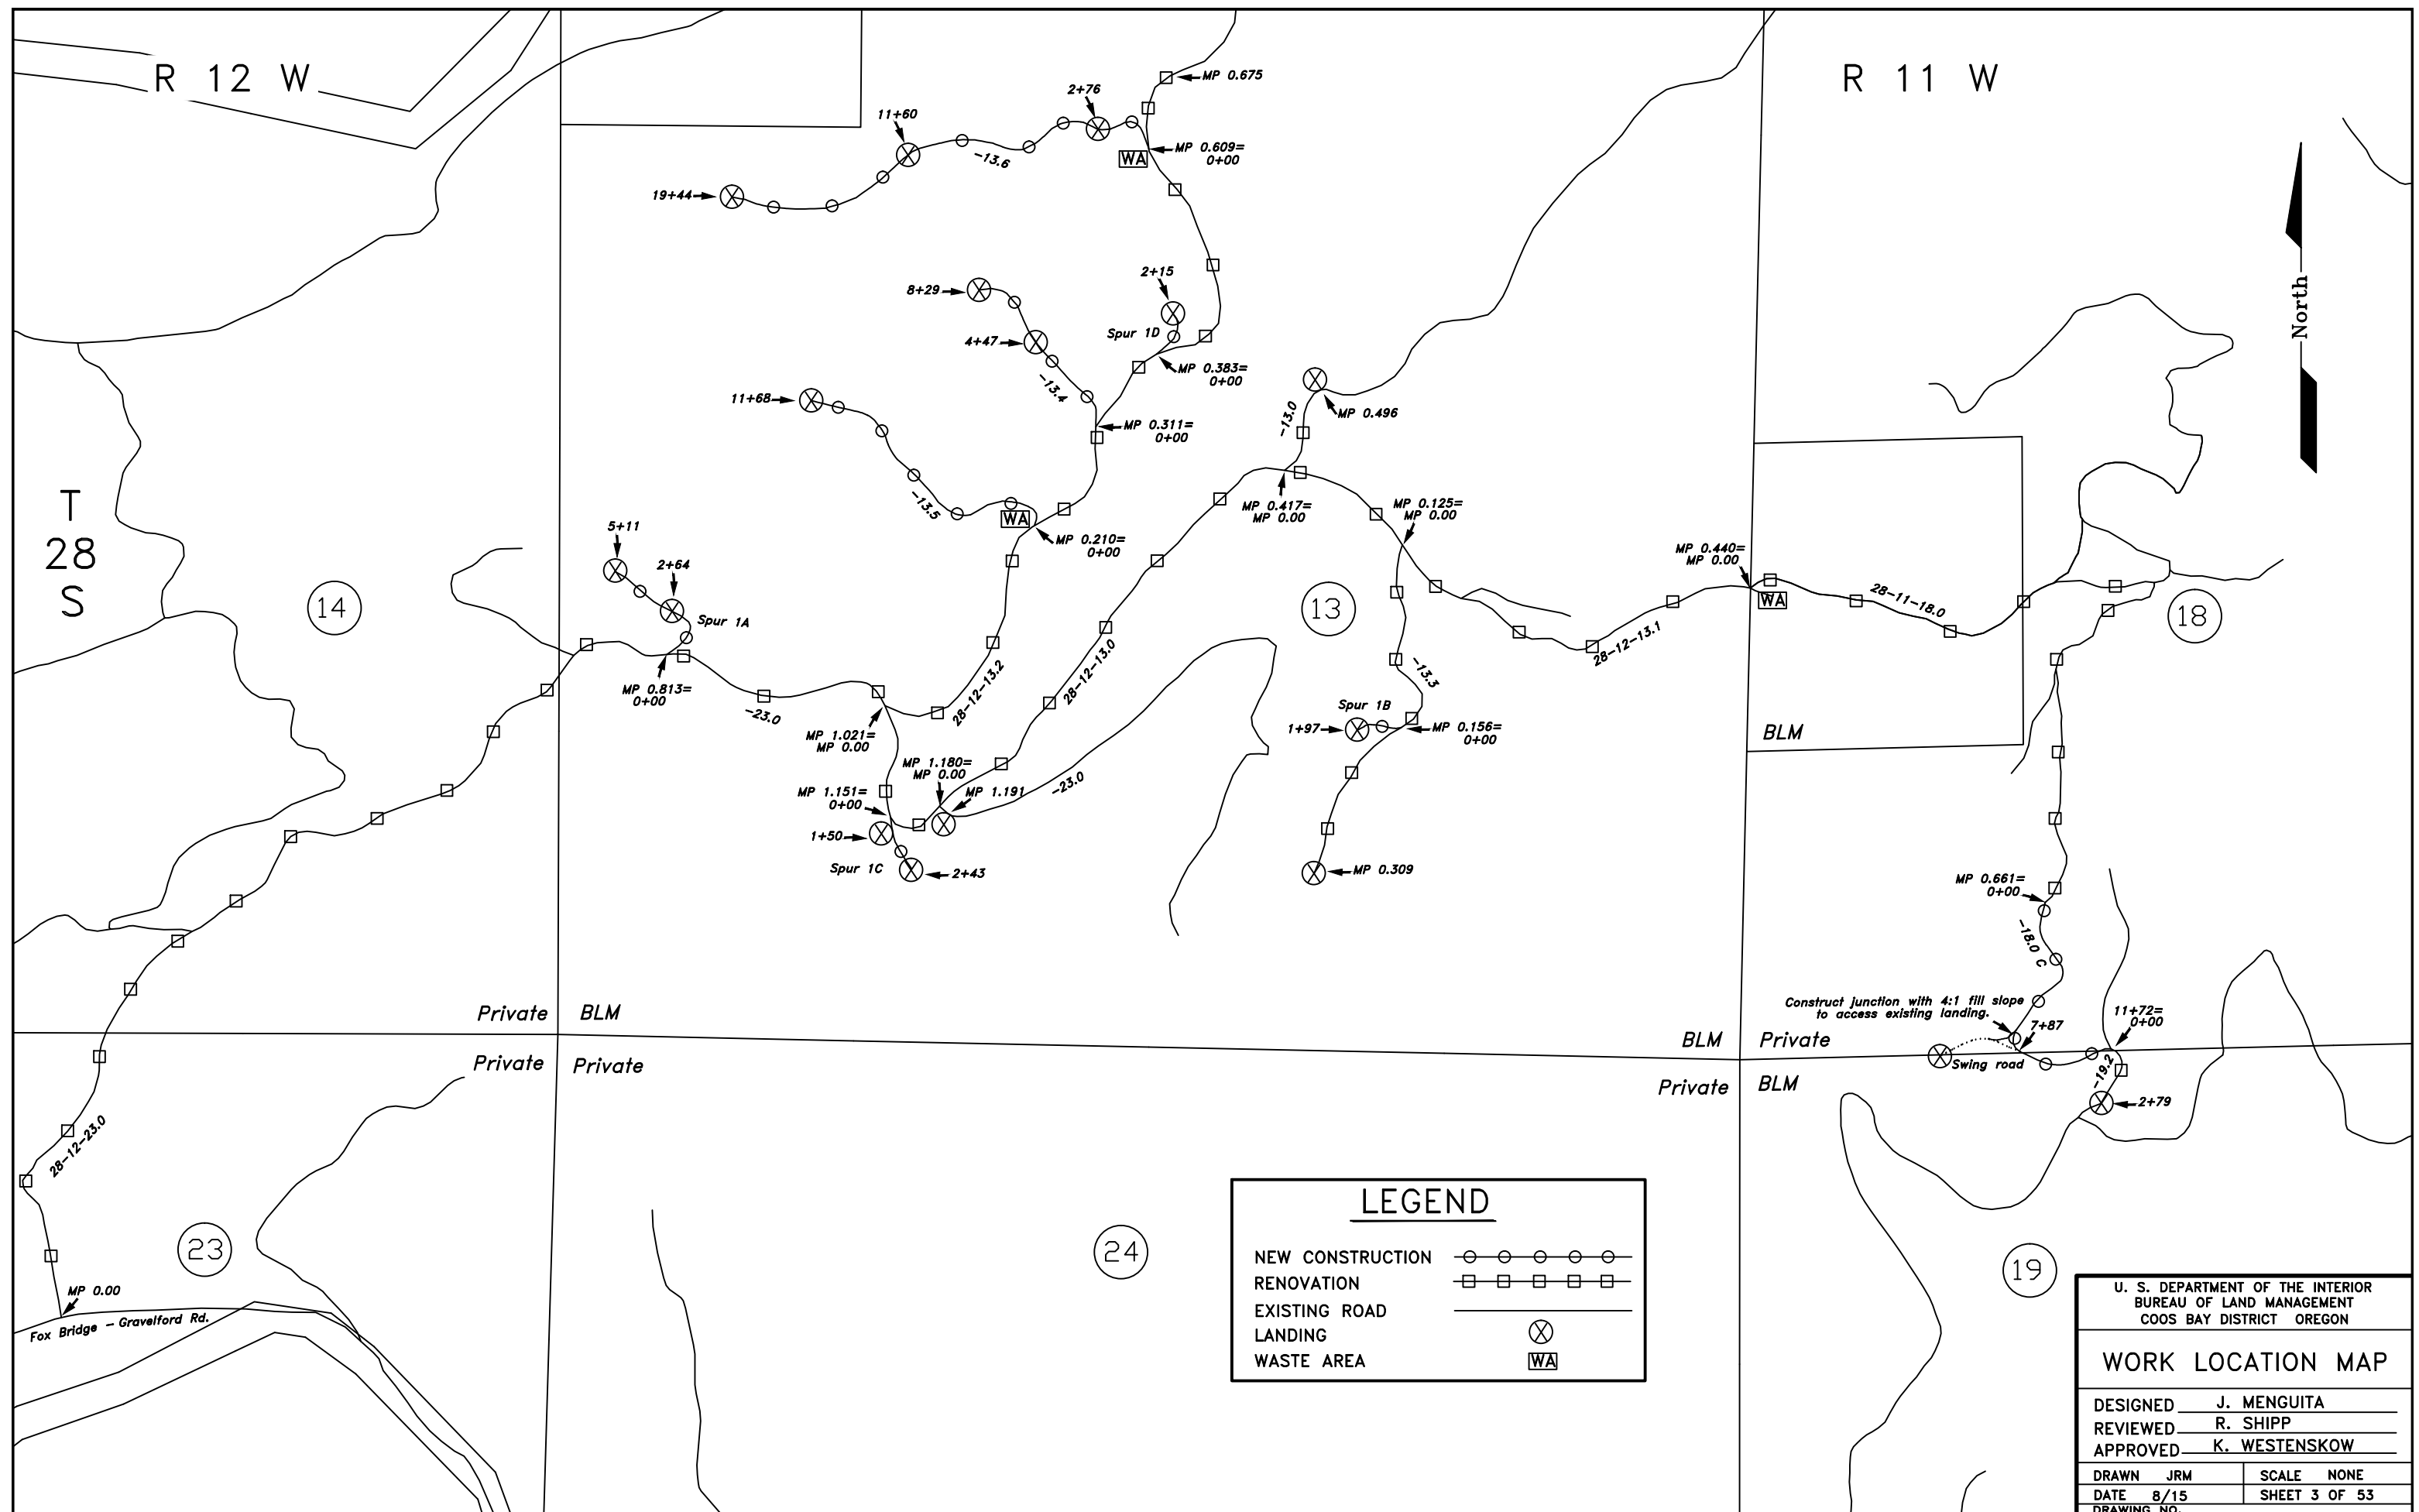 R 12 W
R 11 W
MP 0.675
2+76
11+60
MP 0.609=
0+00
WA
-13.6
19+44
North
2+15
8+29
Spur 1D
4+47
MP 0.383=
0+00
-13.4
11+68
MP 0.311=
0+00
-13.0
MP 0.496
T
28
S
-13.5
WA
MP 0.210=
0+00
MP 0.417=
MP 0.00
MP 0.125=
MP 0.00
5+11
2+64
Spur 1A
14
13
MP 0.440=
MP 0.00
WA
28-11-18.0
18
28-12-13.1
MP 0.813=
0+00
-23.0
28-12-13.2
28-12-13.0
-13.3
MP 1.021=
MP 0.00
Spur 1B
1+97
MP 0.156=
0+00
BLM
MP 1.180=
MP 0.00
MP 1.151=
0+00
MP 1.191
-23.0
1+50
Spur 1C
2+43
MP 0.309
MP 0.661=
0+00
-18.0 C
Construct junction with 4:1 fill slope
to access existing landing.
7+87
11+72=
0+00
Private
BLM
BLM
Private
Private
Private
Private
BLM
Swing road
-19.2
2+79
28-12-23.0
23
24
19
MP 0.00
Fox Bridge - Gravelford Rd.
LEGEND
NEW CONSTRUCTION
RENOVATION
EXISTING ROAD
LANDING
WASTE AREA
WA
U. S. DEPARTMENT OF THE INTERIOR
BUREAU OF LAND MANAGEMENT
COOS BAY DISTRICT OREGON
WORK LOCATION MAP
DESIGNED J. MENGUITA
REVIEWED R. SHIPP
APPROVED K. WESTENSKOW
DRAWN JRM SCALE NONE
DATE 8/15 SHEET 3 OF 53
DRAWING NO.